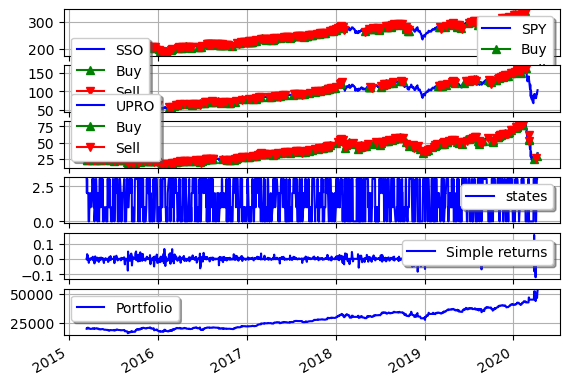 300
200
SPY
Buy
150
100
50
SSO
Buy
Sell
75
50
25
UPRO
Buy
Sell
2.5
0.0
states
0.1
0.0
−0.1
Simple returns
50000
25000
Portfolio
2015 2016 2017 2018 2019 2020